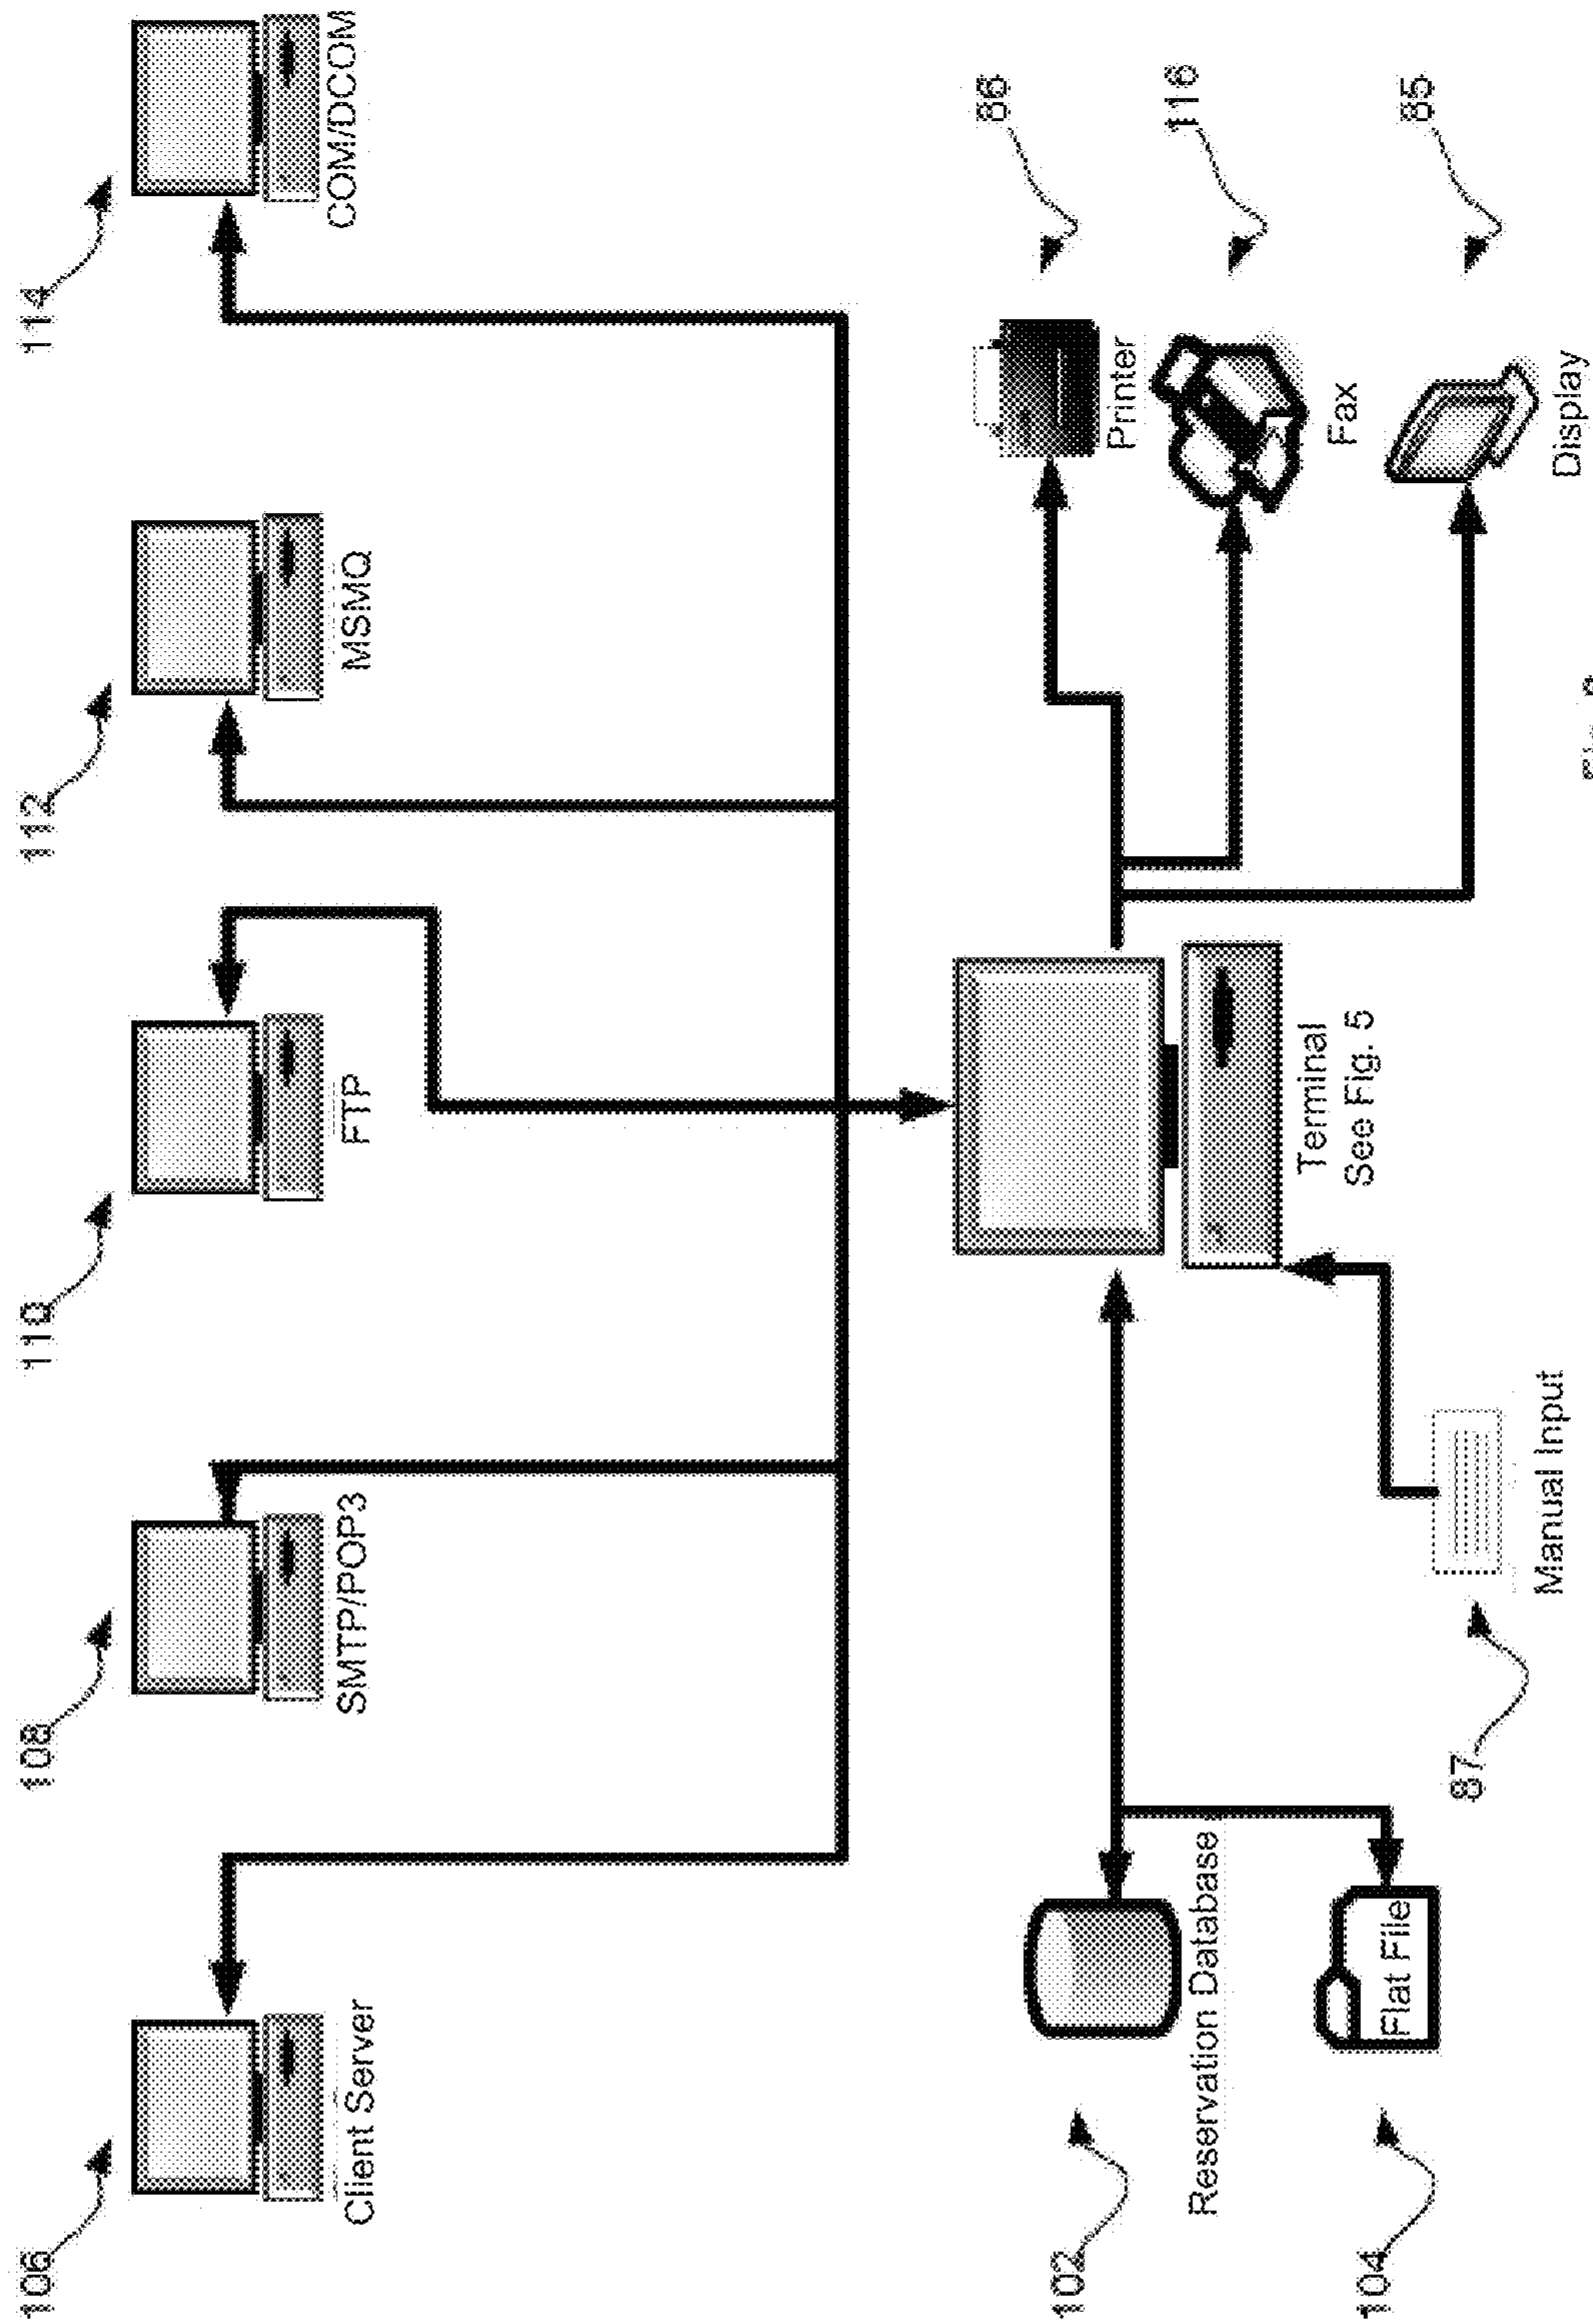 106
108
110
112
114
Client Server
SMTP/POP3
FTP
MSMQ
COM/DCOM
102
Reservation Database
104
Flat File
87
Manual Input
Terminal
See Fig. 5
86
Printer
116
Fax
85
Display